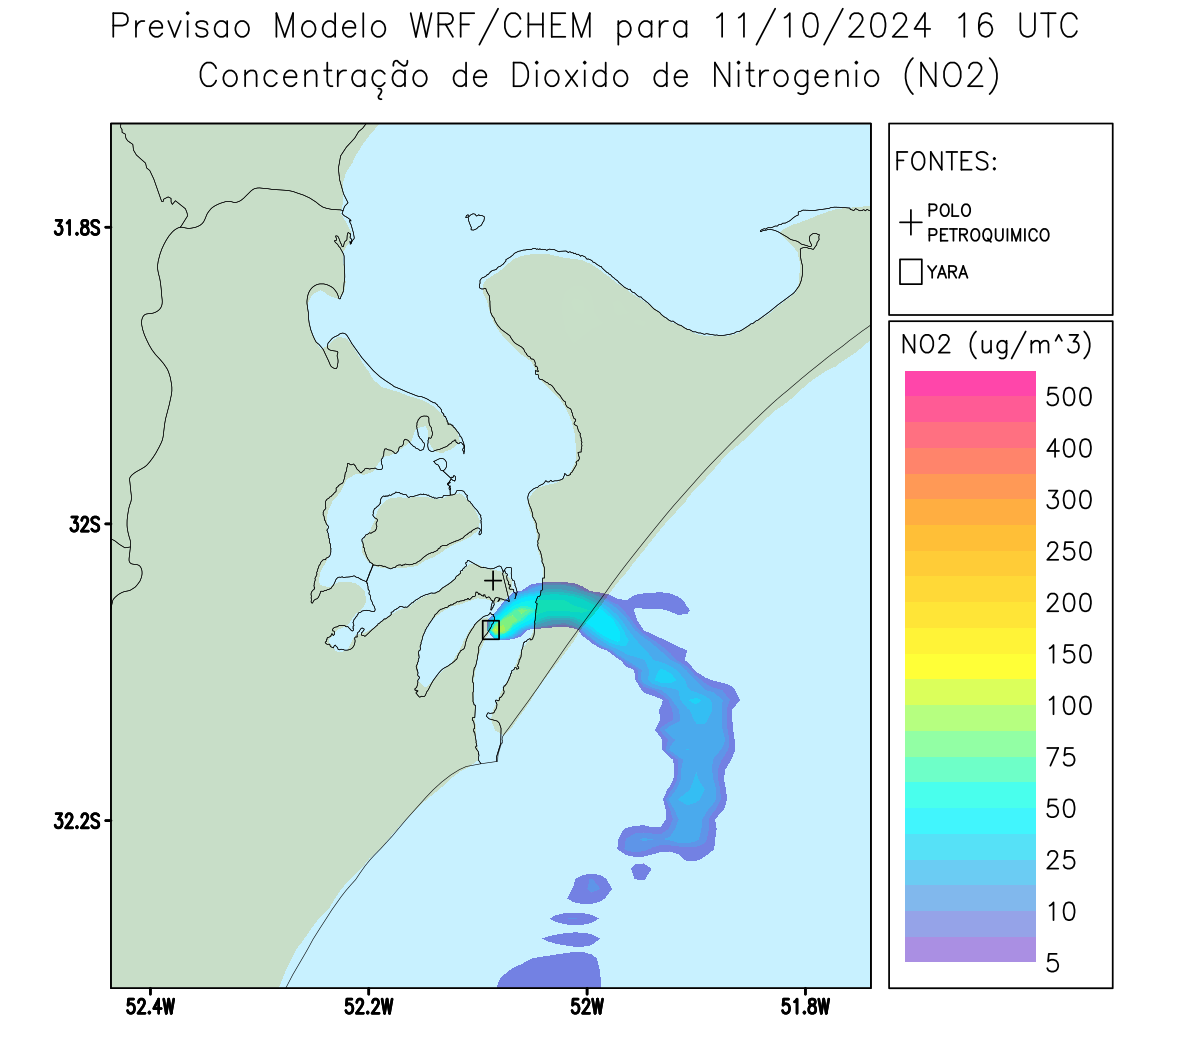 Previsao Modelo WRF/CHEM para 11/10/2024 16 UTC
Concentração de Dioxido de Nitrogenio (NO2)
FONTES:
POLO
PETROQUIMICO
YARA
NO2 (ug/m^3)
500
400
300
250
200
150
100
75
50
25
10
5
31.8S
32S
32.2S
52.4W
52.2W
52W
51.8W